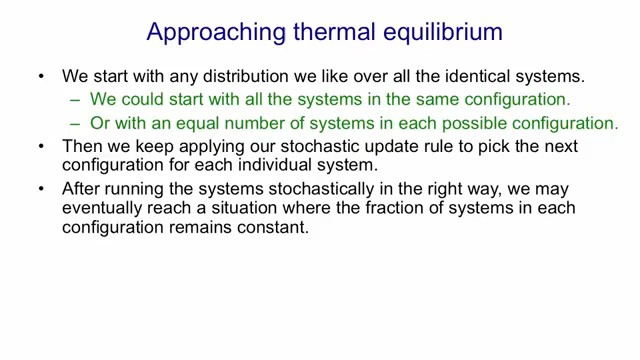 Approaching thermal equilibrium
• We start with any distribution we like over all the identical systems.
– We could start with all the systems in the same configuration.
– Or with an equal number of systems in each possible configuration.
• Then we keep applying our stochastic update rule to pick the next
configuration for each individual system.
• After running the systems stochastically in the right way, we may
eventually reach a situation where the fraction of systems in each
configuration remains constant.